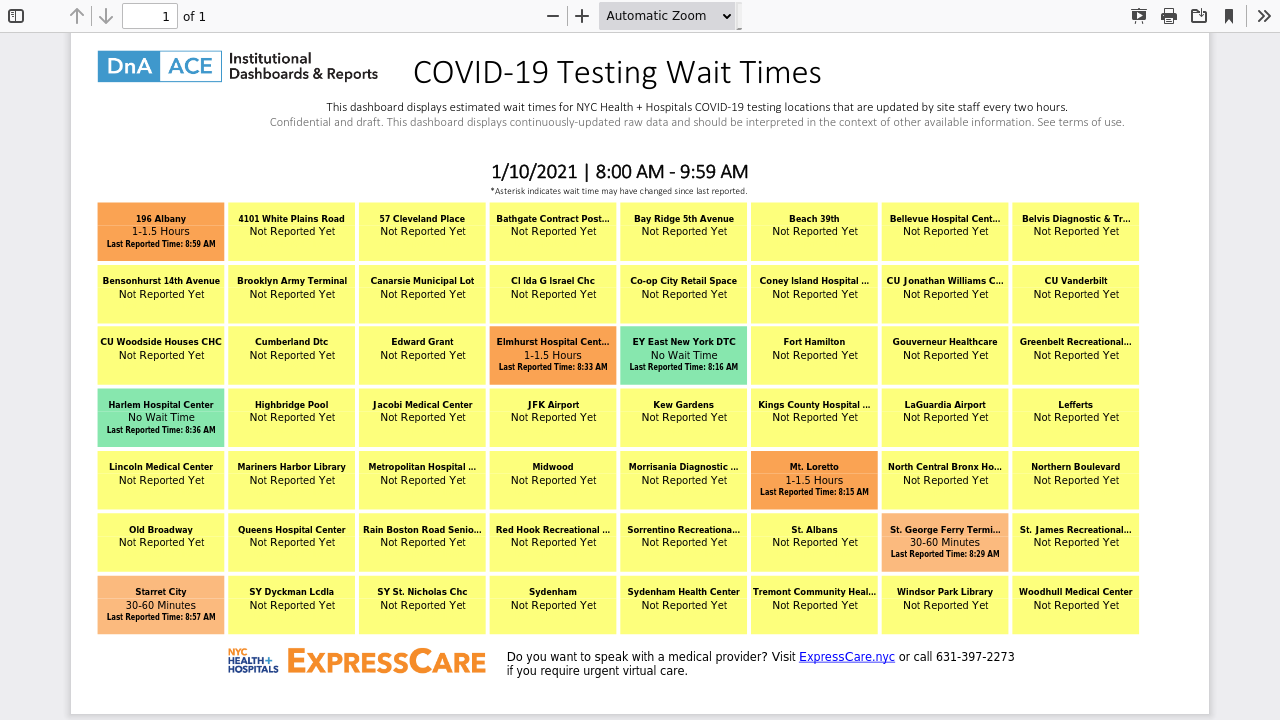 1 of 1 Automatic Zoom
DnA ACE Institutional Dashboards & Reports
COVID-19 Testing Wait Times
This dashboard displays estimated wait times for NYC Health + Hospitals COVID-19 testing locations that are updated by site staff every two hours.
Confidential and draft. This dashboard displays continuously-updated raw data and should be interpreted in the context of other available information. See terms of use.
1/10/2021 | 8:00 AM - 9:59 AM
*Asterisk indicates wait time may have changed since last reported.
196 Albany
1-1.5 Hours
Last Reported Time: 8:59 AM
4101 White Plains Road
Not Reported Yet
57 Cleveland Place
Not Reported Yet
Bathgate Contract Post...
Not Reported Yet
Bay Ridge 5th Avenue
Not Reported Yet
Beach 39th
Not Reported Yet
Bellevue Hospital Cent...
Not Reported Yet
Belvis Diagnostic & Tr...
Not Reported Yet
Bensonhurst 14th Avenue
Not Reported Yet
Brooklyn Army Terminal
Not Reported Yet
Canarsie Municipal Lot
Not Reported Yet
CI Ida G Israel Chc
Not Reported Yet
Co-op City Retail Space
Not Reported Yet
Coney Island Hospital ...
Not Reported Yet
CU Jonathan Williams C...
Not Reported Yet
CU Vanderbilt
Not Reported Yet
CU Woodside Houses CHC
Not Reported Yet
Cumberland Dtc
Not Reported Yet
Edward Grant
Not Reported Yet
Elmhurst Hospital Cent...
1-1.5 Hours
Last Reported Time: 8:33 AM
EY East New York DTC
No Wait Time
Last Reported Time: 8:16 AM
Fort Hamilton
Not Reported Yet
Gouverneur Healthcare
Not Reported Yet
Greenbelt Recreational...
Not Reported Yet
Harlem Hospital Center
No Wait Time
Last Reported Time: 8:36 AM
Highbridge Pool
Not Reported Yet
Jacobi Medical Center
Not Reported Yet
JFK Airport
Not Reported Yet
Kew Gardens
Not Reported Yet
Kings County Hospital ...
Not Reported Yet
LaGuardia Airport
Not Reported Yet
Lefferts
Not Reported Yet
Lincoln Medical Center
Not Reported Yet
Mariners Harbor Library
Not Reported Yet
Metropolitan Hospital ...
Not Reported Yet
Midwood
Not Reported Yet
Morrisania Diagnostic ...
Not Reported Yet
Mt. Loretto
1-1.5 Hours
Last Reported Time: 8:15 AM
North Central Bronx Ho...
Not Reported Yet
Northern Boulevard
Not Reported Yet
Old Broadway
Not Reported Yet
Queens Hospital Center
Not Reported Yet
Rain Boston Road Senio...
Not Reported Yet
Red Hook Recreational ...
Not Reported Yet
Sorrentino Recreationa...
Not Reported Yet
St. Albans
Not Reported Yet
St. George Ferry Termi...
30-60 Minutes
Last Reported Time: 8:29 AM
St. James Recreational...
Not Reported Yet
Starret City
30-60 Minutes
Last Reported Time: 8:57 AM
SY Dyckman Lcdla
Not Reported Yet
SY St. Nicholas Chc
Not Reported Yet
Sydenham
Not Reported Yet
Sydenham Health Center
Not Reported Yet
Tremont Community Heal...
Not Reported Yet
Windsor Park Library
Not Reported Yet
Woodhull Medical Center
Not Reported Yet
NYC
HEALTH+
HOSPITALS
EXPRESSCARE
Do you want to speak with a medical provider? Visit ExpressCare.nyc or call 631-397-2273
if you require urgent virtual care.